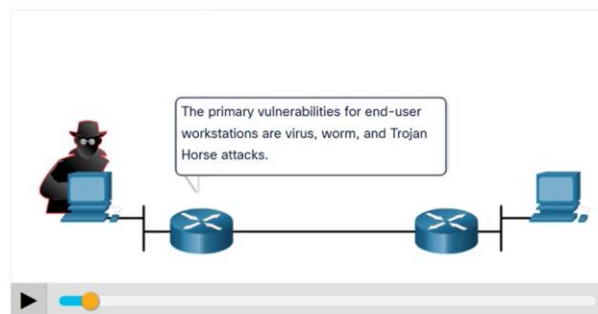 The primary vulnerabilities for end-user
workstations are virus, worm, and Trojan
Horse attacks.